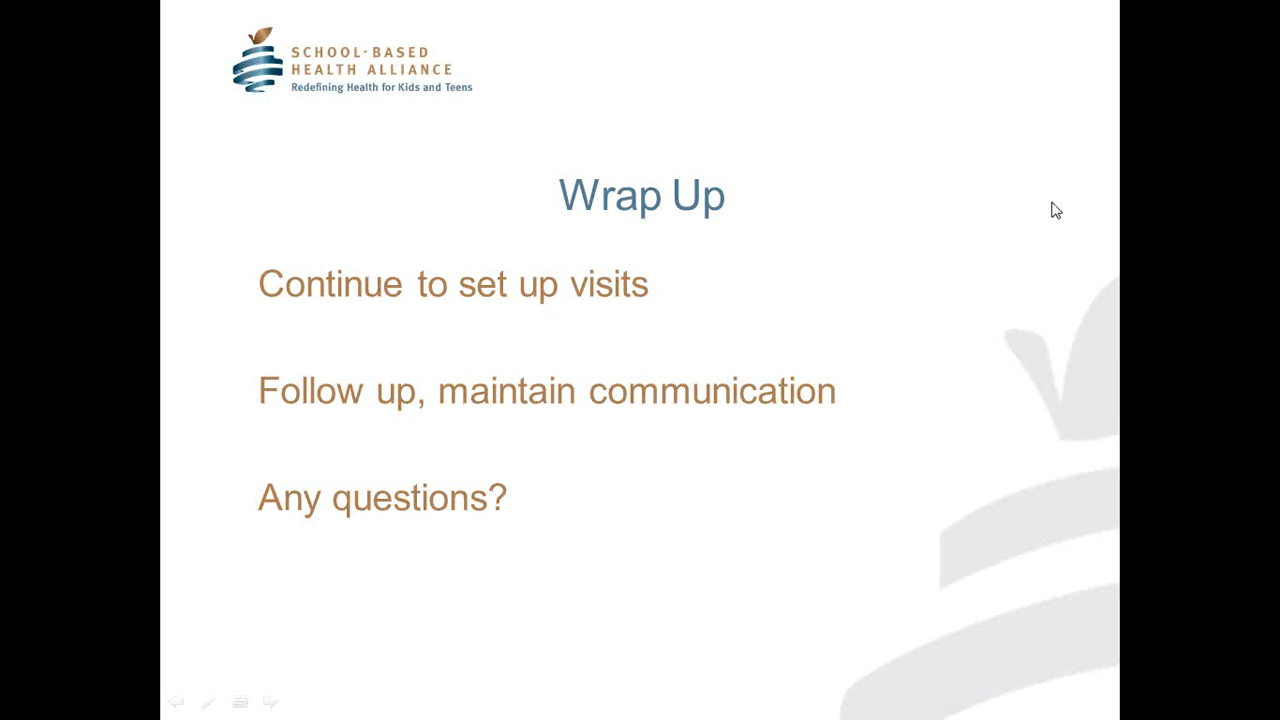 SCHOOL-BASED
HEALTH ALLIANCE
Redefining Health for Kids and Teens
Wrap Up
Continue to set up visits
Follow up, maintain communication
Any questions?